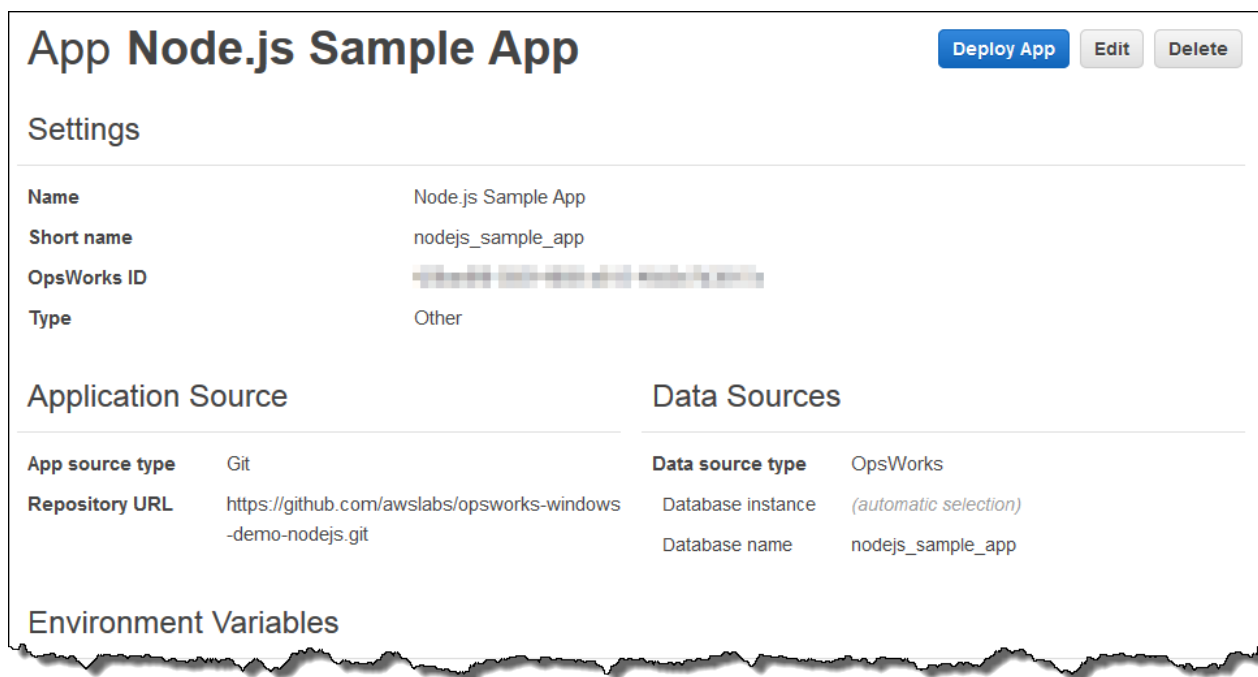 App Node.js Sample App
Deploy App
Edit
Delete
Settings
Name Node.js Sample App
Short name nodejs_sample_app
OpsWorks ID
Type Other
Application Source
App source type Git
Repository URL https://github.com/awslabs/opsworks-windows
-demo-nodejs.git
Data Sources
Data source type OpsWorks
Database instance (automatic selection)
Database name nodejs_sample_app
Environment Variables